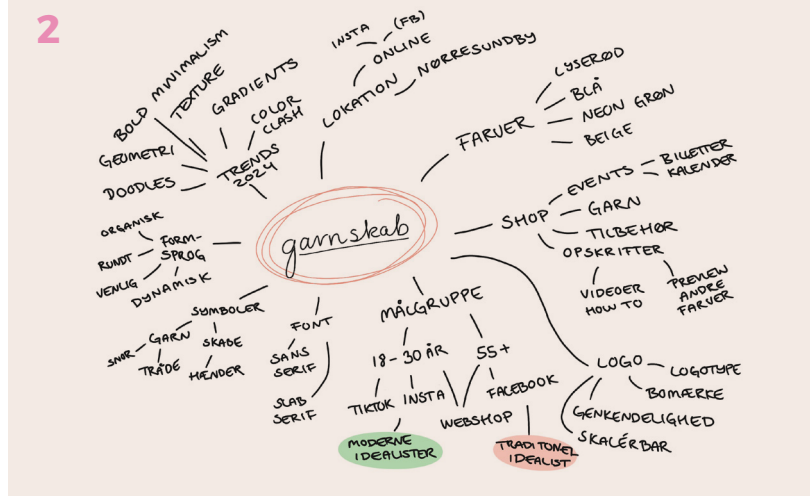 2
BOLD
MINIMALISM
TEXTURE
GRADIENTS
COLOR
CLASH
GEOMETRI
DOODLES
TRENDS
2024
INSTA
(FB)
ONLINE
LOKATION
NØRRESUNDBY
FARVER
LYSERØD
BLÅ
NEON GRØN
BEIGE
garnskab
SHOP
EVENTS
BILLETTER
KALENDER
GARN
TILBEHØR
OPSKRIFTER
VIDEOER
HOW TO
PREVIEW
ANDRE
FARVER
ORGANISK
RUNDT
VENLIG
DYNAMISK
FORM-
SPROG
SYMBOLER
GARN
SNOR
TRÅDE
SKABE
HÆNDER
FONT
SANS
SERIF
SLAB
SERIF
MÅLGRUPPE
18-30 ÅR
55+
TIKTOK
INSTA
WEBSHOP
FACEBOOK
MODERNE
IDEALISTER
TRADITONEL
IDEALIST
LOGO
LOGOTYPE
BOMÆRKE
GENKENDELIGHED
SKALÉRBAR